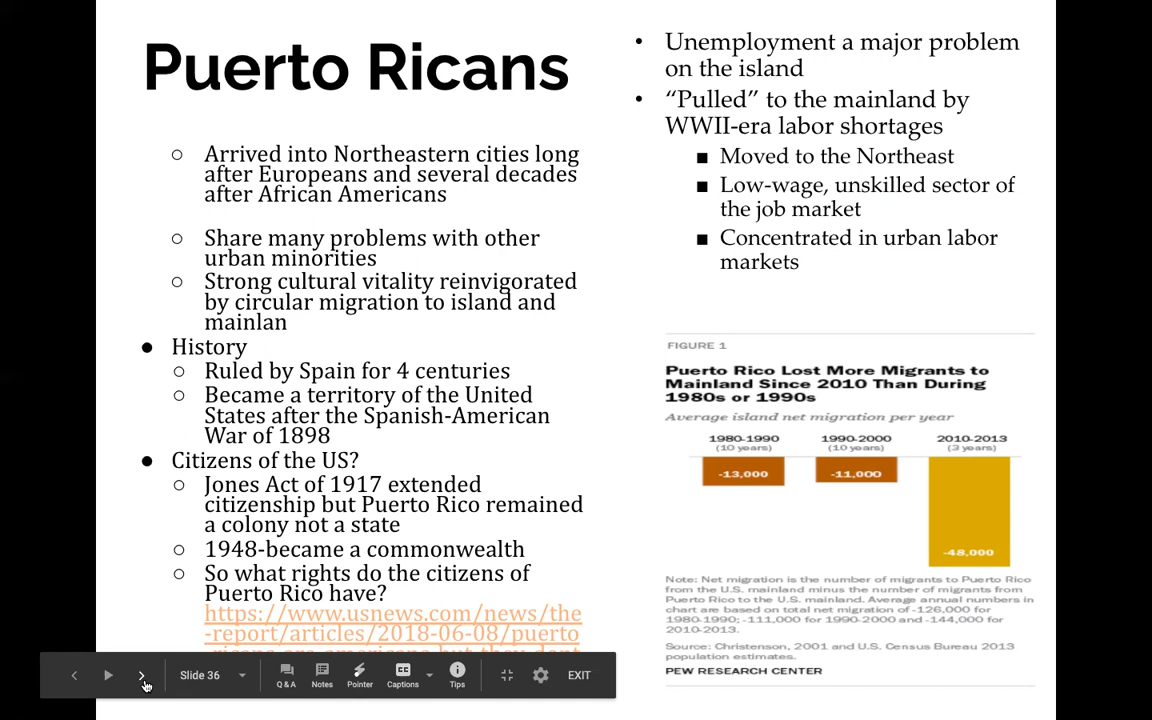 Puerto Ricans
Arrived into Northeastern cities long
after Europeans and several decades
after African Americans
Share many problems with other
urban minorities
Strong cultural vitality reinvigorated
by circular migration to island and
mainlan
History
Ruled by Spain for 4 centuries
Became a territory of the United
States after the Spanish-American
War of 1898
Citizens of the US?
Jones Act of 1917 extended
citizenship but Puerto Rico remained
a colony not a state
1948-became a commonwealth
So what rights do the citizens of
Puerto Rico have?
https://www.usnews.com/news/the
-report/articles/2018-06-08/puerto
Unemployment a major problem
on the island
“Pulled” to the mainland by
WWII-era labor shortages
Moved to the Northeast
Low-wage, unskilled sector of
the job market
Concentrated in urban labor
markets
FIGURE 1
Puerto Rico Lost More Migrants to
Mainland Since 2010 Than During
1980s or 1990s
Average island net migration per year
1980-1990 1990-2000 2010-2013
(10 years) (10 years) (3 years)
-13,000 -11,000
-48,000
Note: Net migration is the number of migrants to Puerto Rico
from the U.S. mainland minus the number of migrants from
Puerto Rico to the U.S. mainland. Average annual numbers in
chart are based on total net migration of -126,000 for
1980-1990; -111,000 for 1990-2000 and -144,000 for
2010-2013.
Source: Christenson, 2001 and U.S. Census Bureau 2013
population estimates.
PEW RESEARCH CENTER
Slide 36 Q & A Notes Pointer Captions Tips EXIT